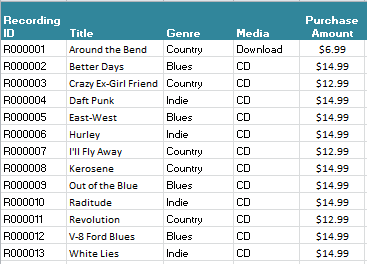 Recording ID Title Genre Media Purchase Amount
R000001 Around the Bend Country Download $6.99
R000002 Better Days Blues CD $14.99
R000003 Crazy Ex-Girl Friend Country CD $12.99
R000004 Daft Punk Indie CD $14.99
R000005 East-West Blues CD $14.99
R000006 Hurley Indie CD $14.99
R000007 I'll Fly Away Country CD $12.99
R000008 Kerosene Country CD $14.99
R000009 Out of the Blue Blues CD $14.99
R000010 Raditude Indie CD $14.99
R000011 Revolution Country CD $12.99
R000012 V-8 Ford Blues Blues CD $14.99
R000013 White Lies Indie CD $14.99